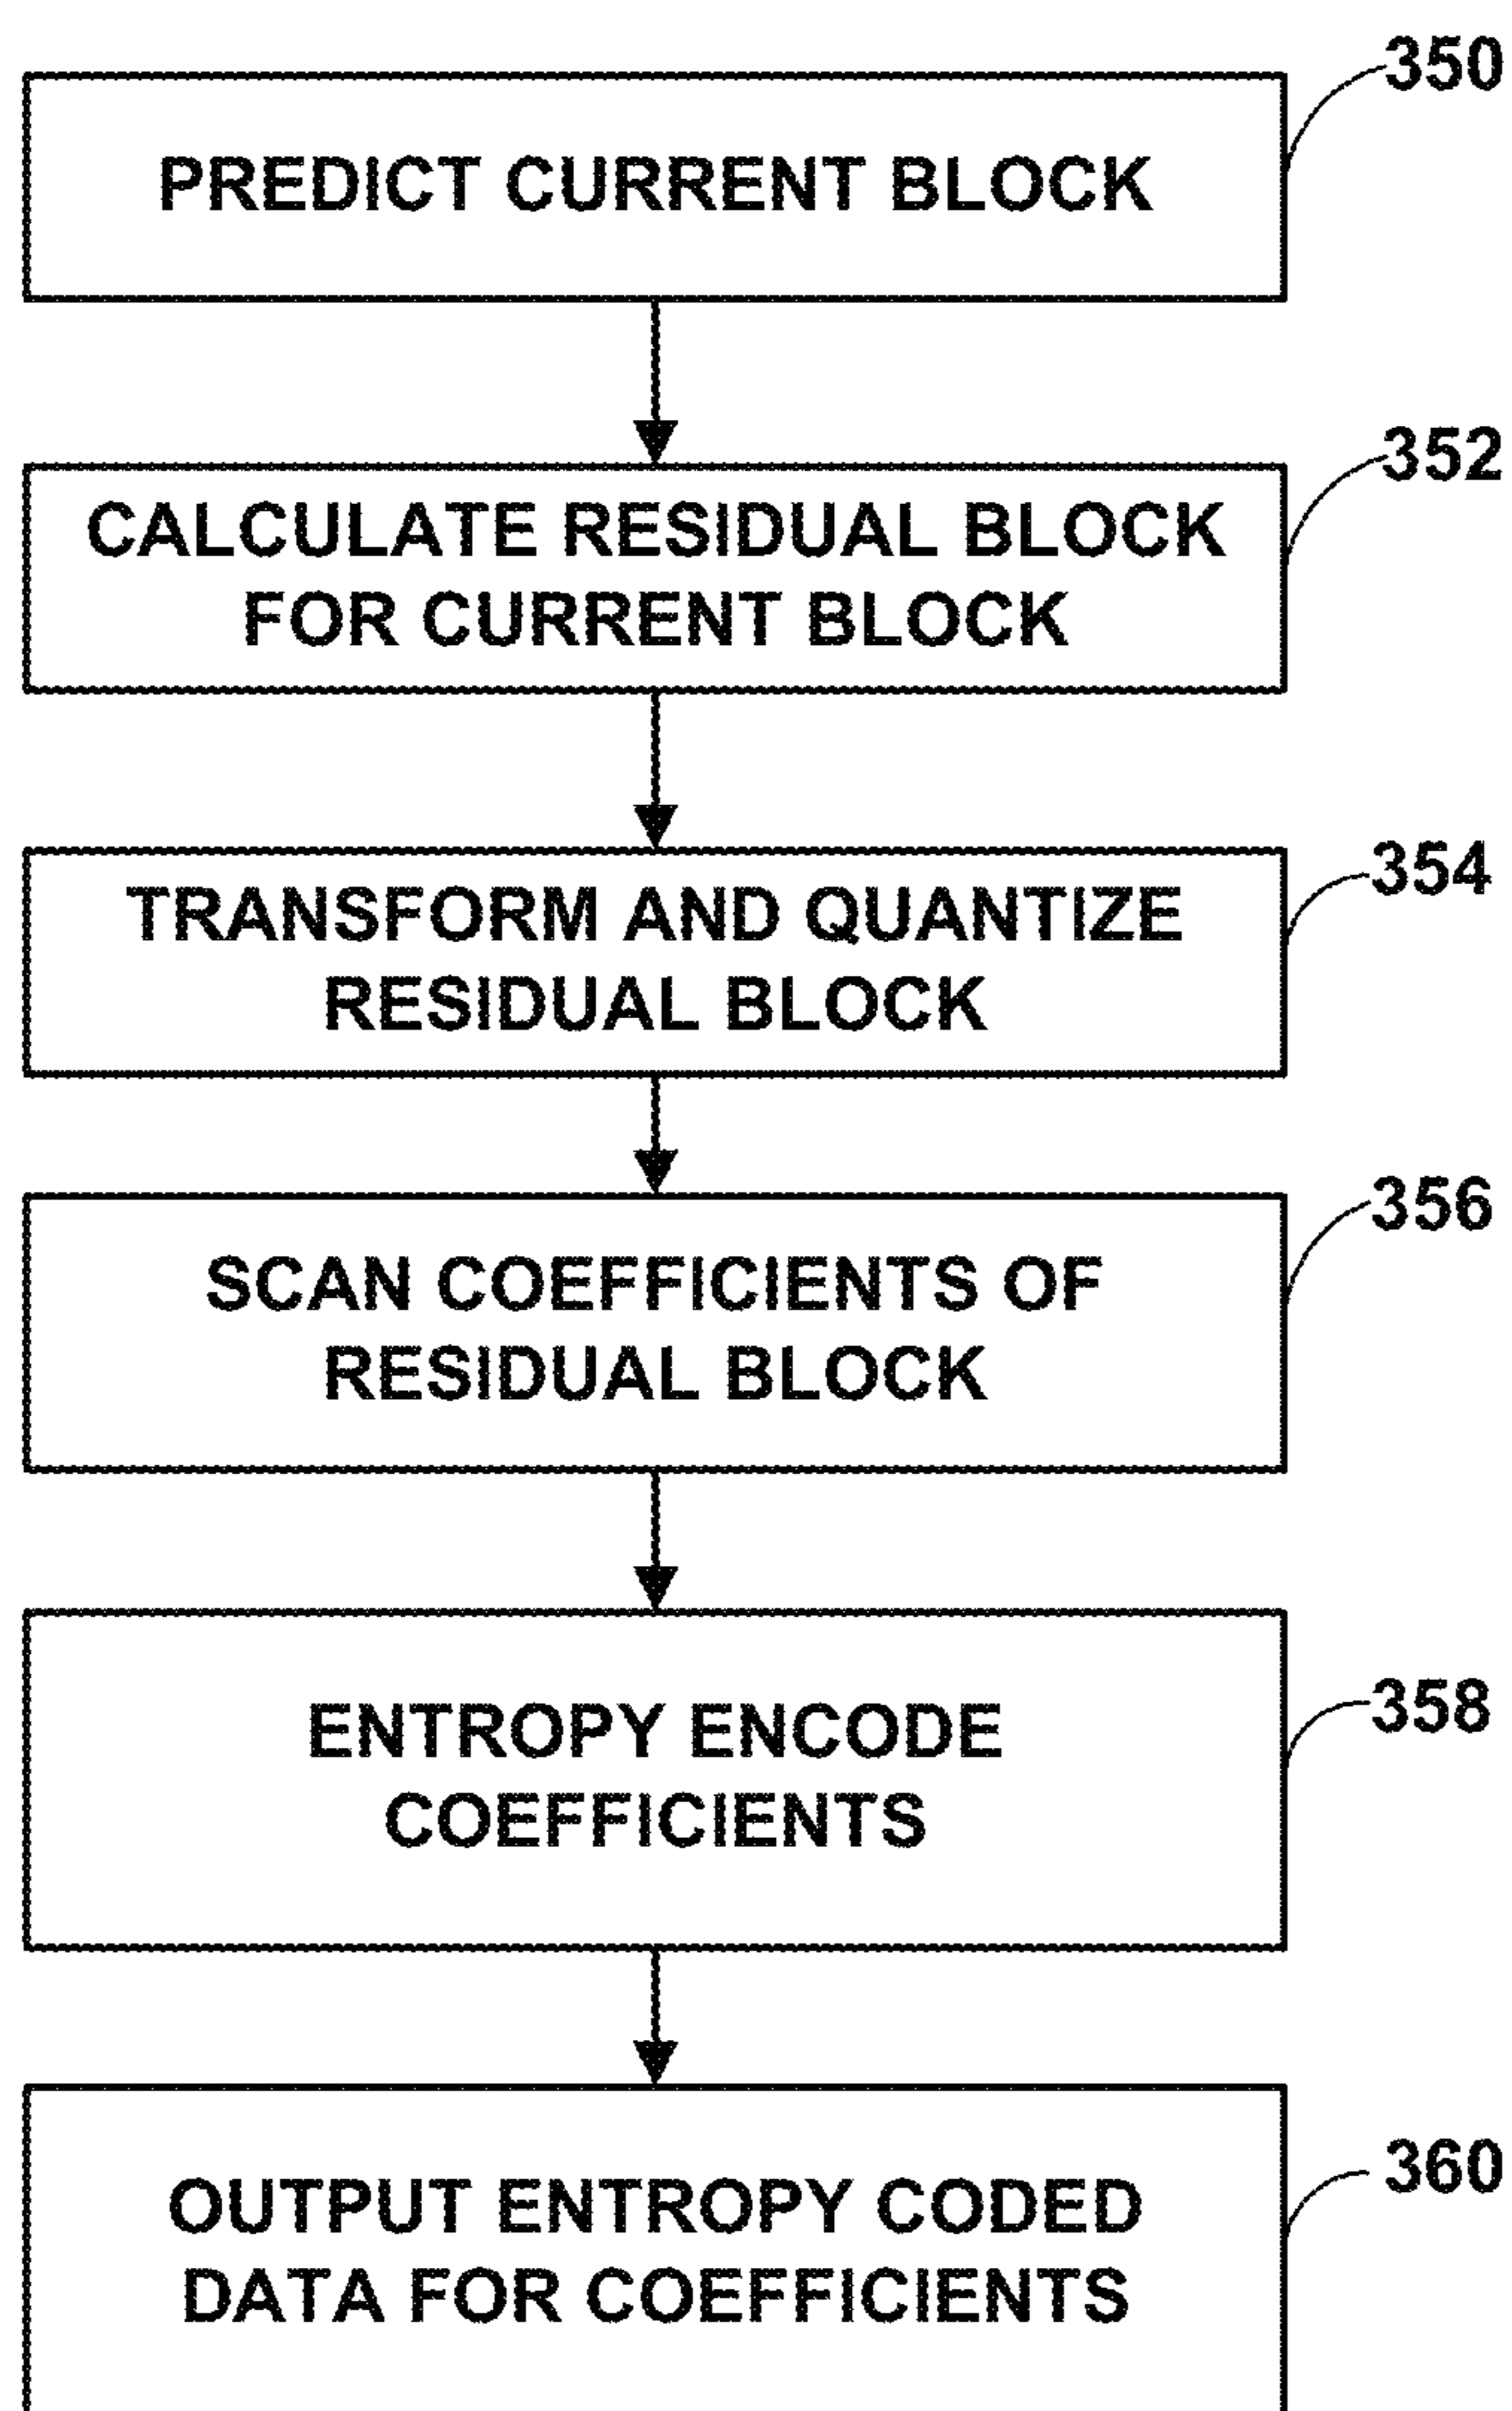 350
PREDICT CURRENT BLOCK
352
CALCULATE RESIDUAL BLOCK
FOR CURRENT BLOCK
354
TRANSFORM AND QUANTIZE
RESIDUAL BLOCK
356
SCAN COEFFICIENTS OF
RESIDUAL BLOCK
358
ENTROPY ENCODE
COEFFICIENTS
360
OUTPUT ENTROPY CODED
DATA FOR COEFFICIENTS